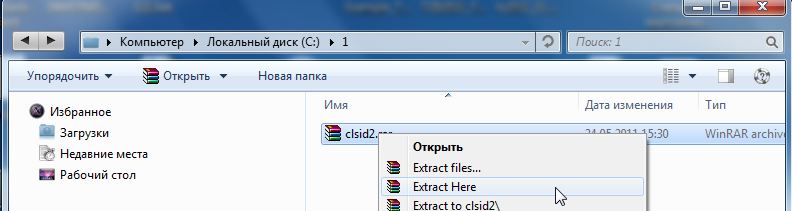 Компьютер ▸ Локальный диск (C:) ▸ 1
Поиск: 1
Упорядочить Открыть Новая папка
Избранное
Загрузки
Недавние места
Рабочий стол
Имя Дата изменения Тип
clsid2.rar 24.05.2011 15:30 WinRAR archive
Открыть
Extract files...
Extract Here
Extract to clsid2\